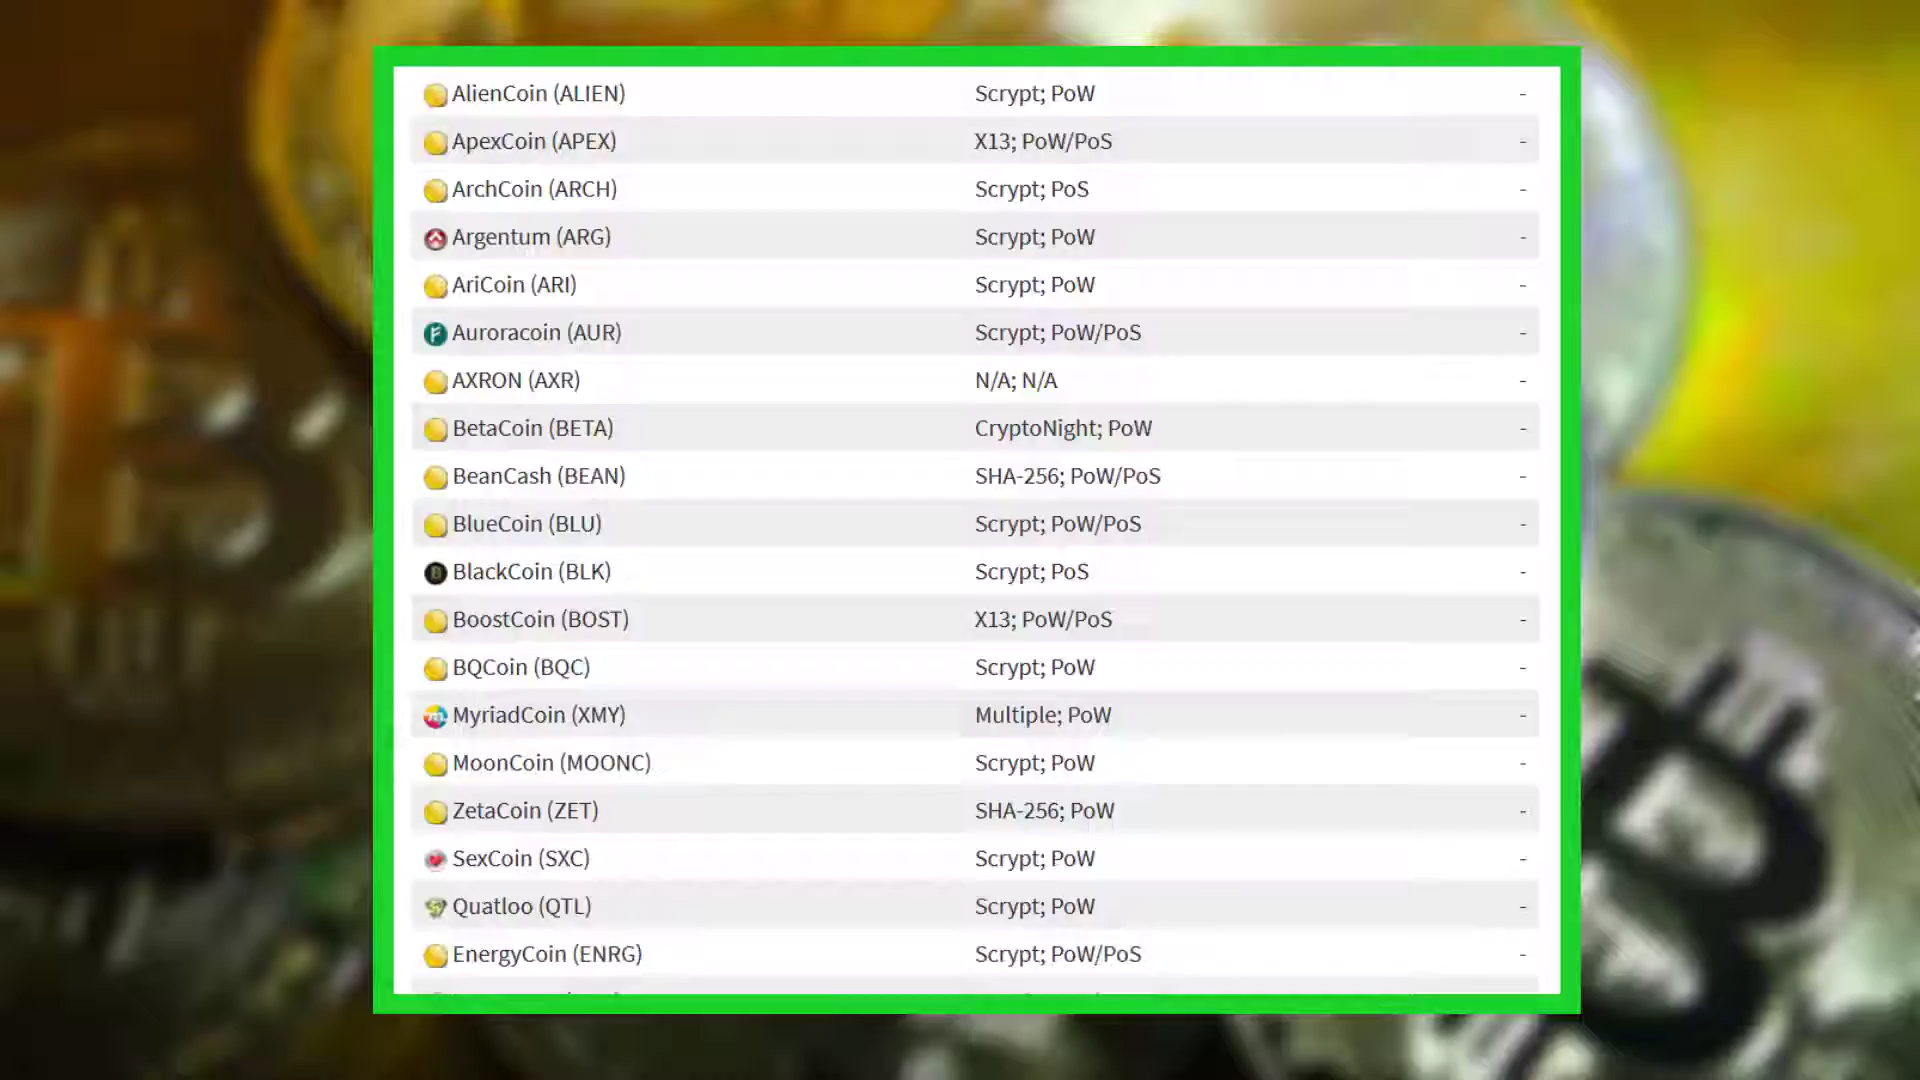 AlienCoin (ALIEN) Scrypt; PoW -
ApexCoin (APEX) X13; PoW/PoS -
ArchCoin (ARCH) Scrypt; PoS -
Argentum (ARG) Scrypt; PoW -
AriCoin (ARI) Scrypt; PoW -
Auroracoin (AUR) Scrypt; PoW/PoS -
AXRON (AXR) N/A; N/A -
BetaCoin (BETA) CryptoNight; PoW -
BeanCash (BEAN) SHA-256; PoW/PoS -
BlueCoin (BLU) Scrypt; PoW/PoS -
BlackCoin (BLK) Scrypt; PoS -
BoostCoin (BOST) X13; PoW/PoS -
BQCoin (BQC) Scrypt; PoW -
MyriadCoin (XMY) Multiple; PoW -
MoonCoin (MOONC) Scrypt; PoW -
ZetaCoin (ZET) SHA-256; PoW -
SexCoin (SXC) Scrypt; PoW -
Quatloo (QTL) Scrypt; PoW -
EnergyCoin (ENRG) Scrypt; PoW/PoS -